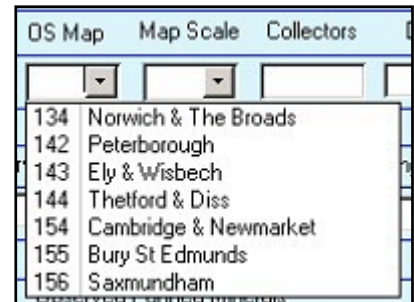 OS Map Map Scale Collectors
134 Norwich & The Broads
142 Peterborough
143 Ely & Wisbech
144 Thetford & Diss
154 Cambridge & Newmarket
155 Bury St Edmunds
156 Saxmundham